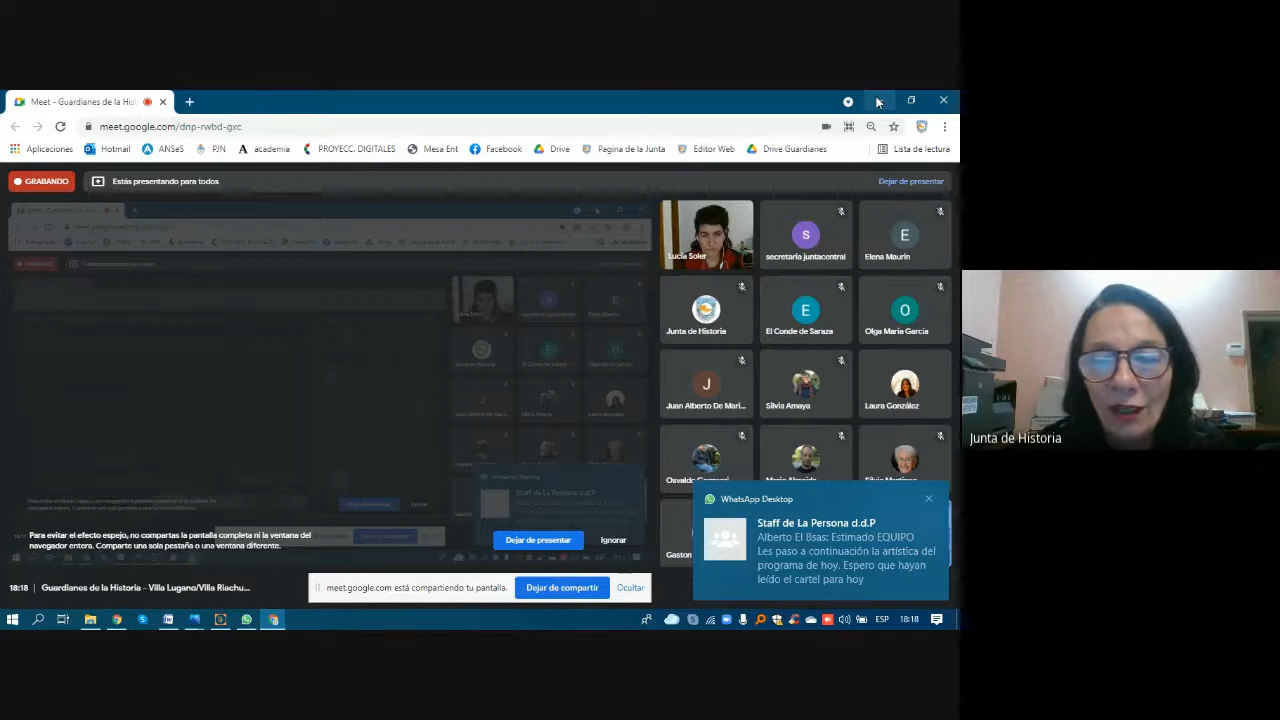 Meet - Guardianes de la Hist
meet.google.com/dnp-rwbd-gxc
Aplicaciones
Hotmail
ANSeS
PJN
academia
PROYECC. DIGITALES
Mesa Ent
Facebook
Drive
Pagina de la Junta
Editor Web
Drive Guardianes
Lista de lectura
GRABANDO
Estás presentando para todos
Dejar de presentar
Lucía Soler
S
secretaria juntacentral
E
Elena Maurin
Junta de Historia
E
El Conde de Saraza
O
Olga Maria Garcia
J
Juan Alberto De Mari...
Silvia Amaya
Laura González
Gaston
WhatsApp Desktop
Staff de La Persona d.d.P
Alberto El Bsas: Estimado EQUIPO
Les paso a continuación la artística del
programa de hoy. Espero que hayan
leído el cartel para hoy
Para evitar el efecto espejo, no compartas la pantalla completa ni la ventana del
navegador entera. Comparte una sola pestaña o una ventana diferente.
Dejar de presentar
Ignorar
18:18
Guardianes de la Historia - Villa Lugano/Villa Riachu...
meet.google.com está compartiendo tu pantalla.
Dejar de compartir
Ocultar
ESP
18:18
Junta de Historia